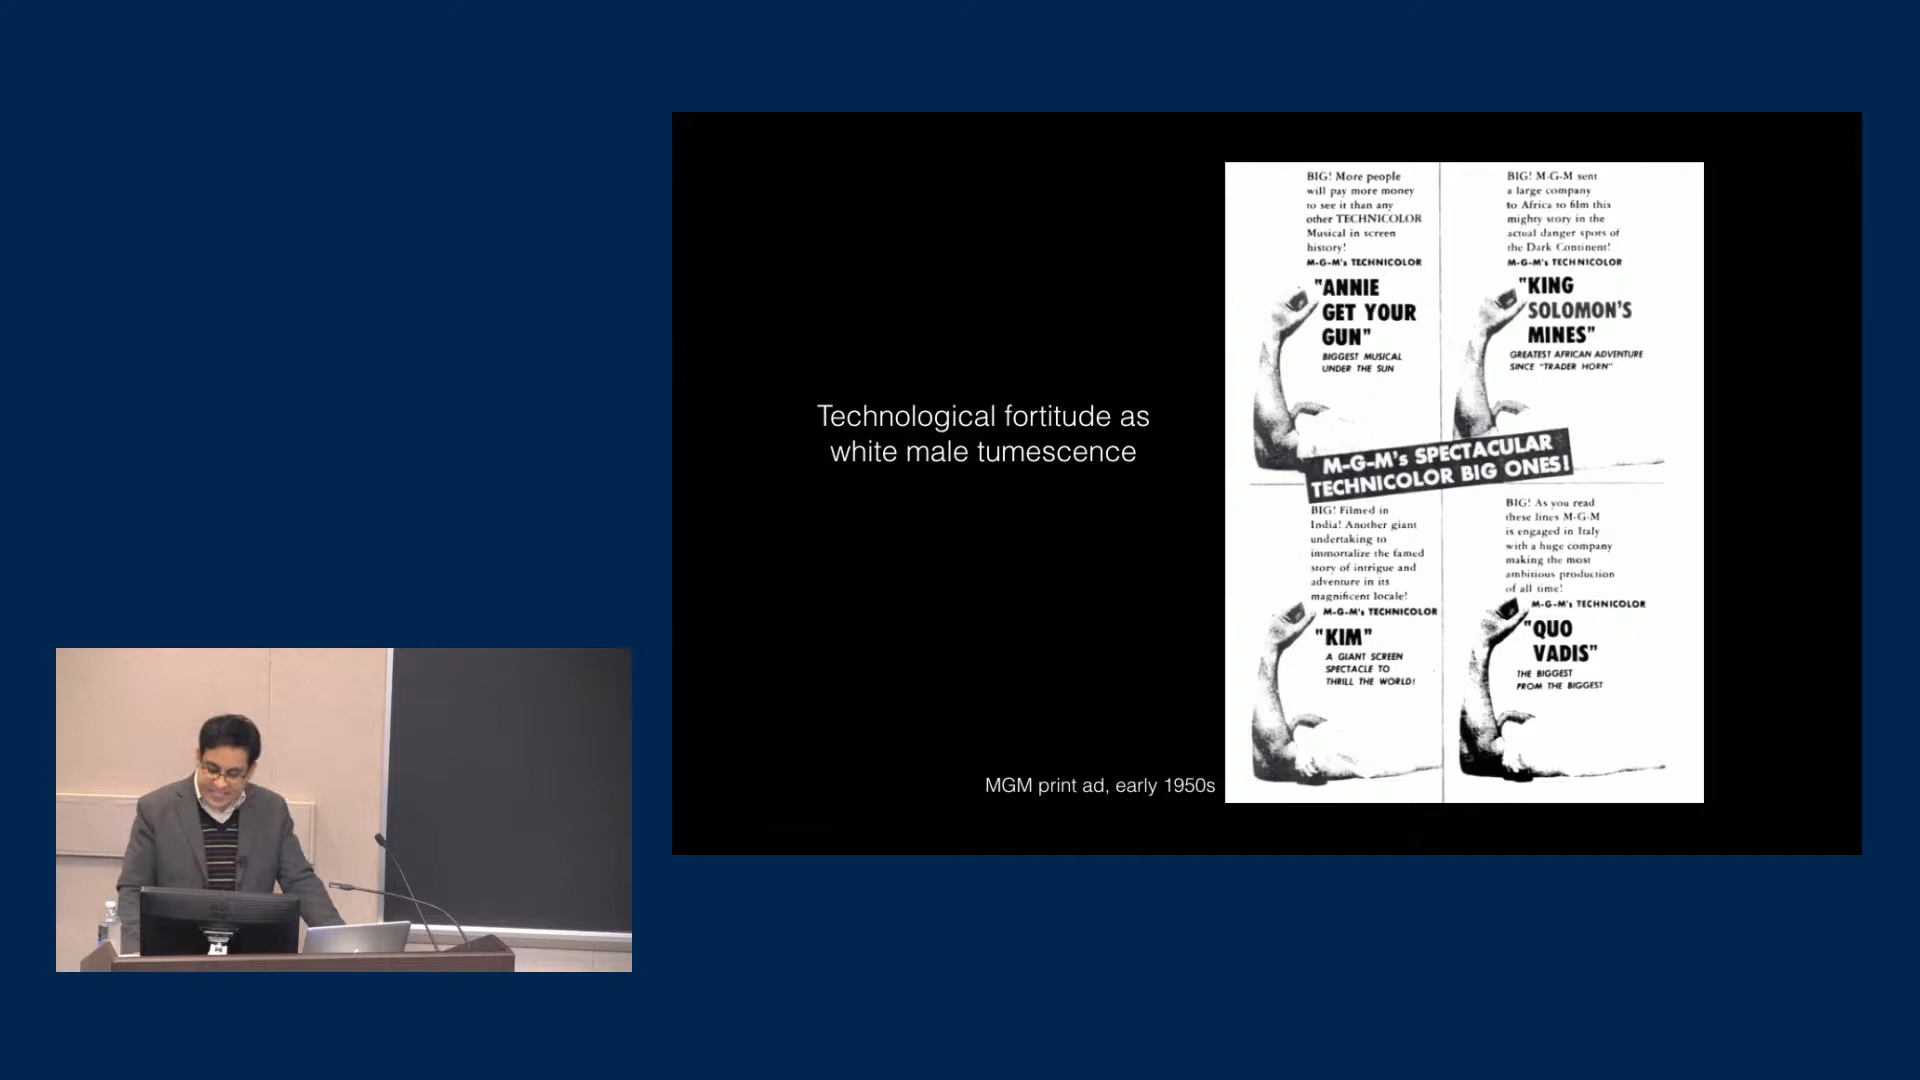 Technological fortitude as
white male tumescence
MGM print ad, early 1950s
BIG! More people
will pay more money
to see it than any
other TECHNICOLOR
Musical in screen
history!
M-G-M's TECHNICOLOR
"ANNIE
GET YOUR
GUN"
BIGGEST MUSICAL
UNDER THE SUN
BIG! M-G-M sent
a large company
to Africa to film this
mighty story in the
actual danger spots of
the Dark Continent!
M-G-M's TECHNICOLOR
"KING
SOLOMON'S
MINES"
GREATEST AFRICAN ADVENTURE
SINCE "TRADER HORN"
M-G-M's SPECTACULAR
TECHNICOLOR BIG ONES!
BIG! Filmed in
India! Another giant
undertaking to
immortalize the famed
story of intrigue and
adventure in its
magnificent locale!
M-G-M's TECHNICOLOR
"KIM"
A GIANT SCREEN
SPECTACLE TO
THRILL THE WORLD!
BIG! As you read
these lines M-G-M
is engaged in Italy
with a huge company
making the most
ambitious production
of all time!
M-G-M's TECHNICOLOR
"QUO
VADIS"
THE BIGGEST
FROM THE BIGGEST